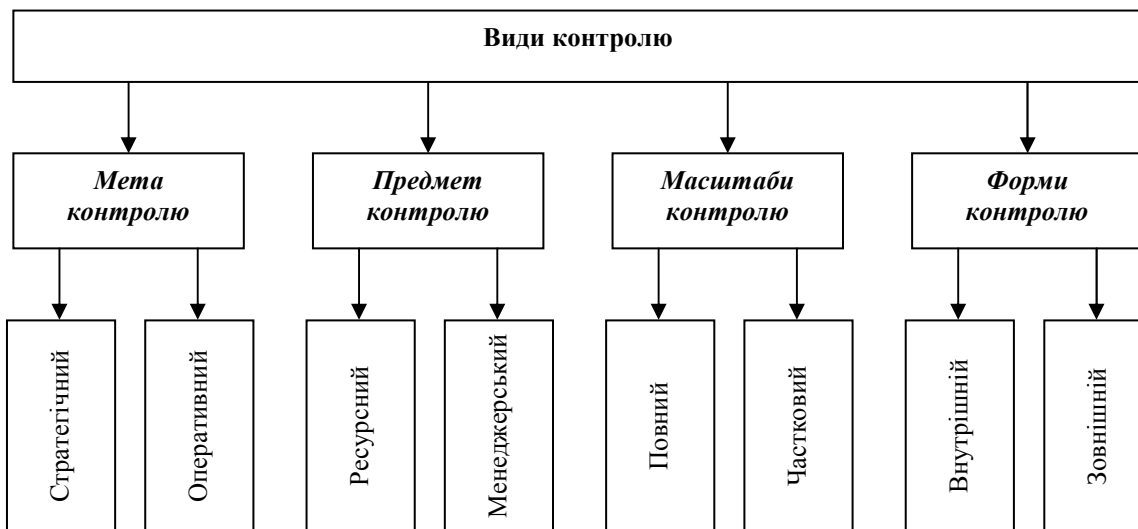 Види контролю
Мета
контролю
Предмет
контролю
Масштаби
контролю
Форми
контролю
Стратегічний
Оперативний
Ресурсний
Менеджерський
Повний
Частковий
Внутрішній
Зовнішній